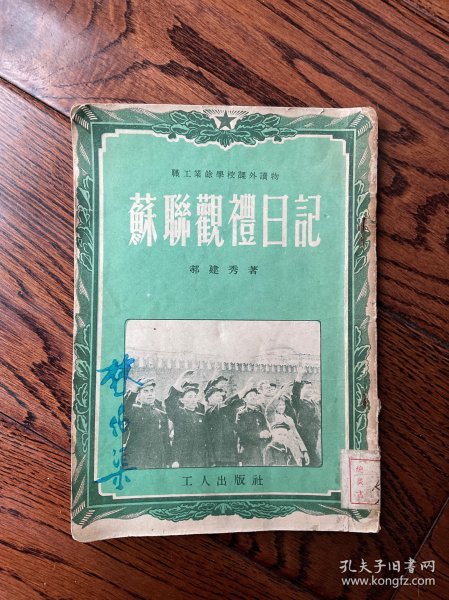 職工業餘學校課外讀物
蘇聯觀禮日記
郝建秀著
工人出版社
孔夫子旧书网
www.kongfz.com